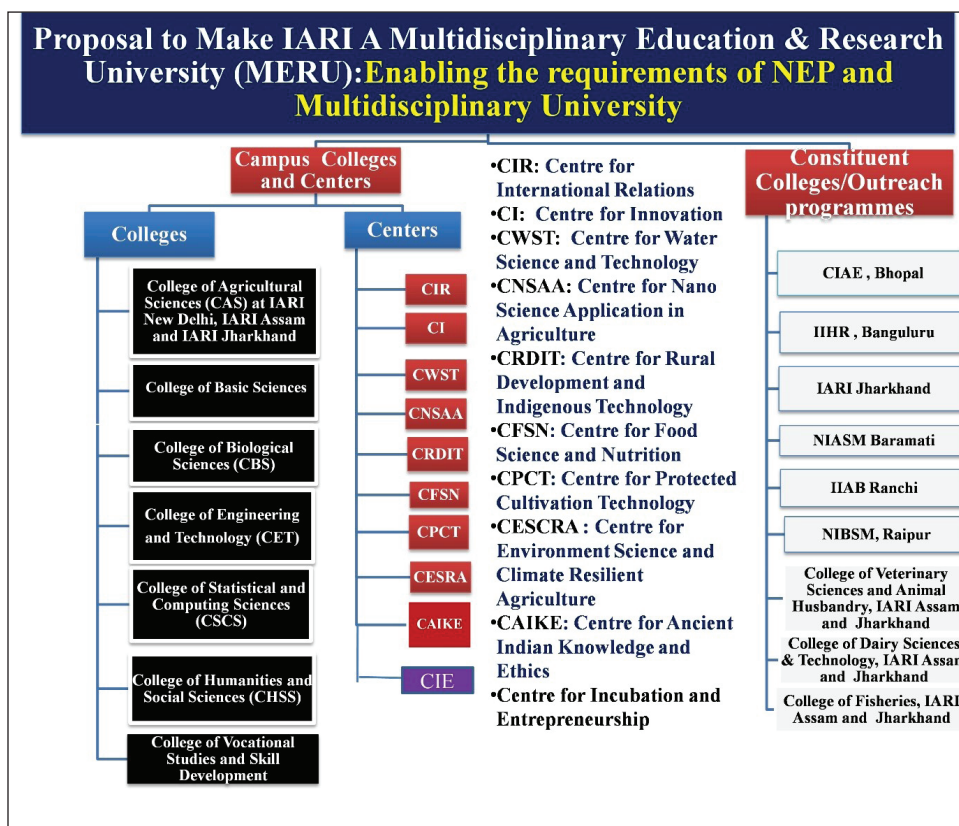 Proposal to Make IARI A Multidisciplinary Education & Research
University (MERU):Enabling the requirements of NEP and
Multidisciplinary University
Campus Colleges
and Centers
Colleges
College of Agricultural
Sciences (CAS) at IARI
New Delhi, IARI Assam
and IARI Jharkhand
College of Basic Sciences
College of Biological
Sciences (CBS)
College of Engineering
and Technology (CET)
College of Statistical and
Computing Sciences
(CSCS)
College of Humanities and
Social Sciences (CHSS)
College of Vocational
Studies and Skill
Development
Centers
CIR
CI
CWST
CNSAA
CRDIT
CFSN
CPCT
CESRA
CAIKE
CIE
•CIR: Centre for
International Relations
•CI: Centre for Innovation
•CWST: Centre for Water
Science and Technology
•CNSAA: Centre for Nano
Science Application in
Agriculture
•CRDIT: Centre for Rural
Development and
Indigenous Technology
•CFSN: Centre for Food
Science and Nutrition
•CPCT: Centre for Protected
Cultivation Technology
•CESCRA : Centre for
Environment Science and
Climate Resilient
Agriculture
•CAIKE: Centre for Ancient
Indian Knowledge and
Ethics
•Centre for Incubation and
Entrepreneurship
Constituent
Colleges/Outreach
programmes
CIAE , Bhopal
IIHR , Banguluru
IARI Jharkhand
NIASM Baramati
IIAB Ranchi
NIBSM, Raipur
College of Veterinary
Sciences and Animal
Husbandry, IARI Assam
and Jharkhand
College of Dairy Sciences
& Technology, IARI Assam
and Jharkhand
College of Fisheries, IARI
Assam and Jharkhand